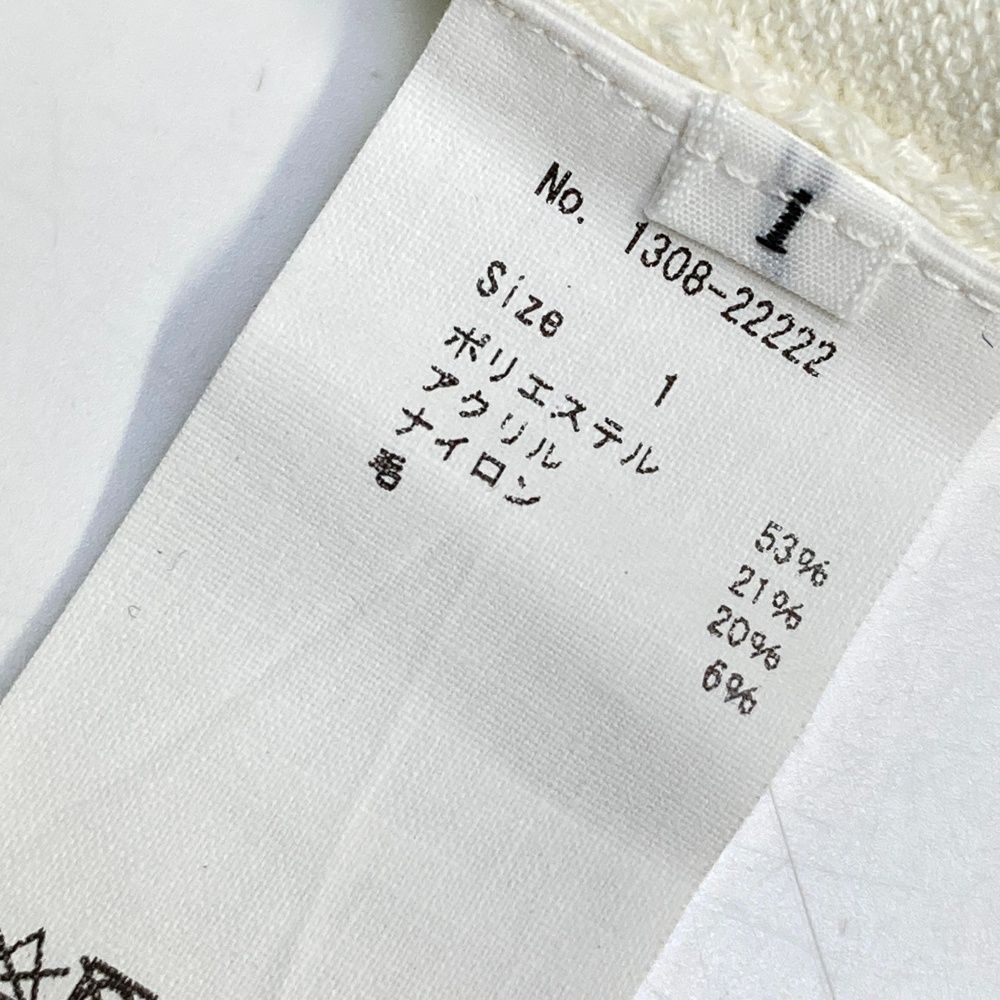 1
No. 1308-22222
Size 1
ポリエステル 53%
アクリル 21%
ナイロン 20%
毛 6%